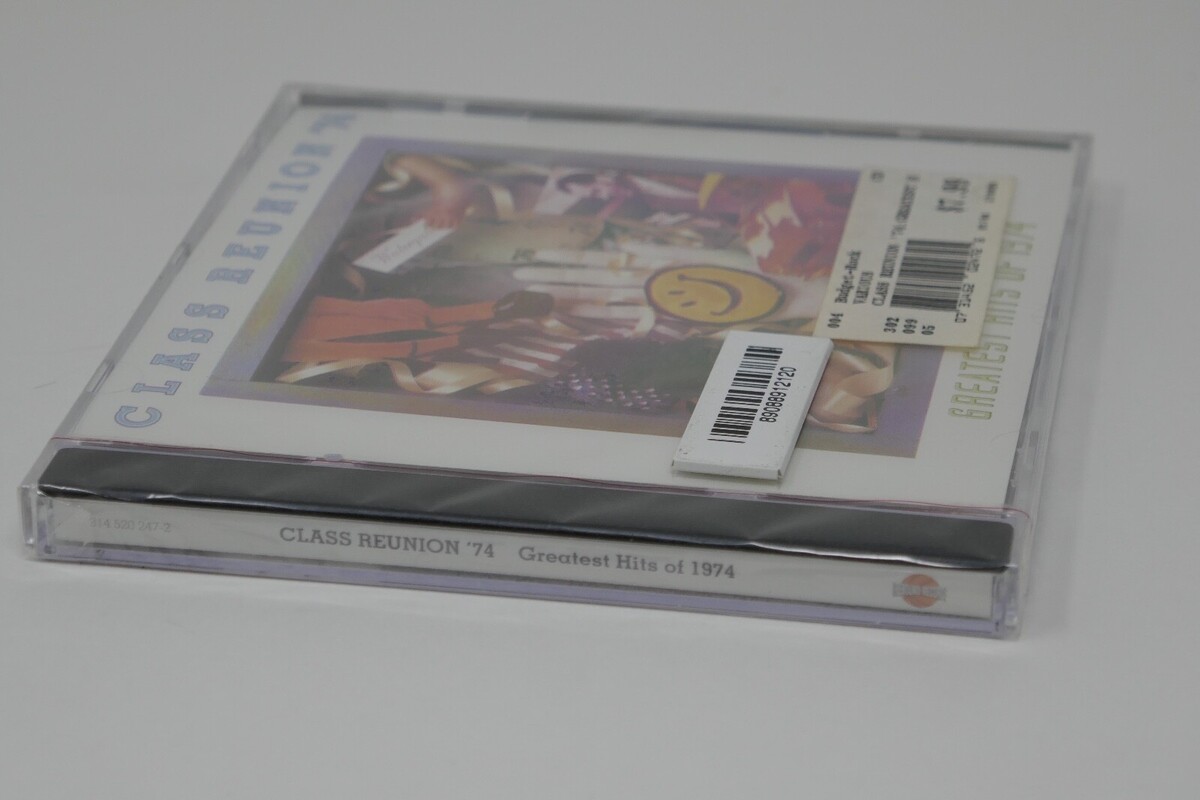 CLASS REUNION '74
GREATEST HITS OF 1974
$7.99
004 Budget-Rock
VARIOUS
CLASS REUNION '74:GREATEST H
302
099
05
89088912120
314 520 247-2
CLASS REUNION '74 Greatest Hits of 1974